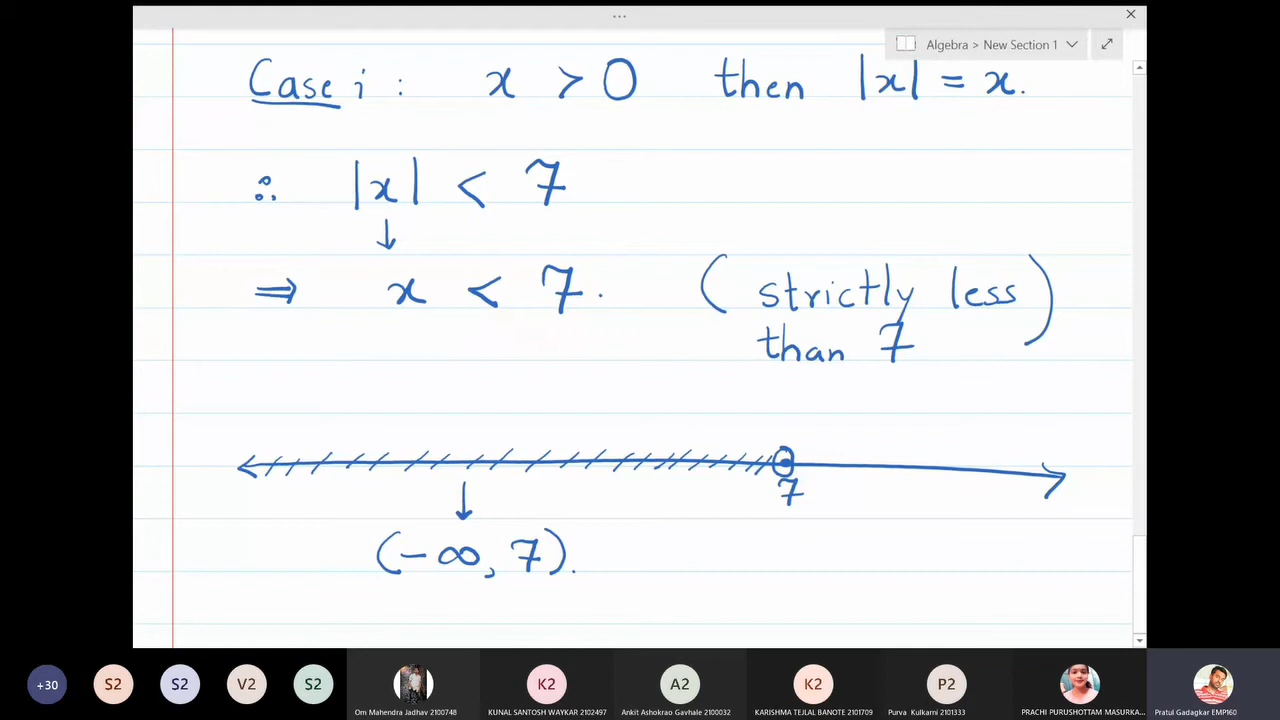 Algebra > New Section 1
Case i : x > 0 then |x| = x.
∴ |x| < 7
↓
⇒ x < 7. (strictly less
than 7)
7
↓
(-∞, 7).
+30 S2 S2 V2 S2 K2 A2 K2 P2
Om Mahendra Jadhav 2100748 KUNAL SANTOSH WAYKAR 2102497 Ankit Ashokrao Gavhale 2100032 KARISHMA TEJLAL BANOTE 2101709 Purva Kulkarni 2101333 PRACHI PURUSHOTTAM MASURKA... Pratul Gadagkar EMP160